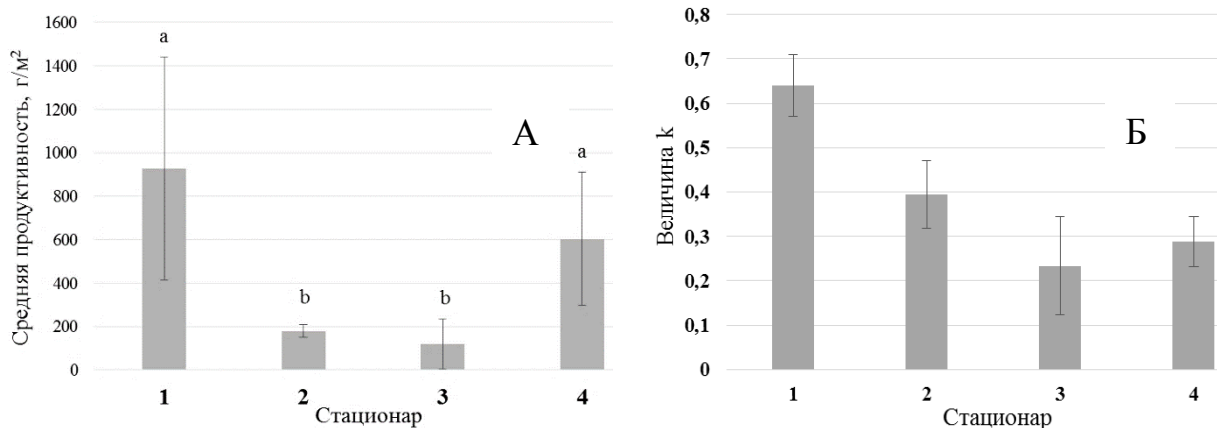 Средняя продуктивность, г/м²
1600
1400
1200
1000
800
600
400
200
0
a
b
b
a
А
1 2 3 4
Стационар
Величина k
0,8
0,7
0,6
0,5
0,4
0,3
0,2
0,1
0
Б
1 2 3 4
Стационар